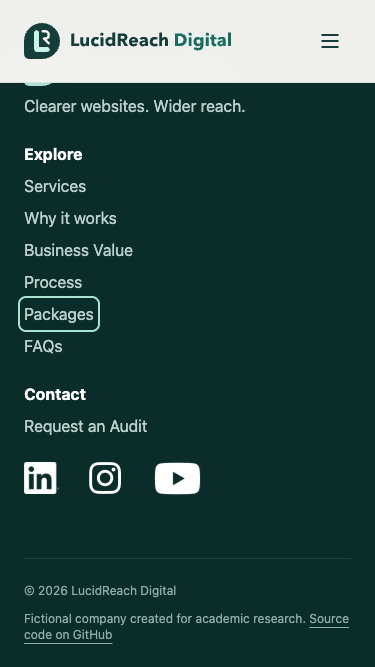 LucidReach Digital
Clearer websites. Wider reach.
Explore
Services
Why it works
Business Value
Process
Packages
FAQs
Contact
Request an Audit
in
© 2026 LucidReach Digital
Fictional company created for academic research. Source
code on GitHub